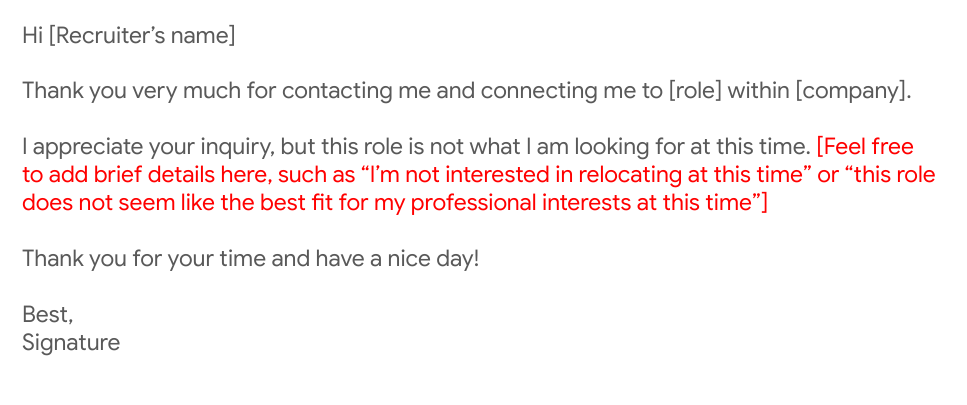 Hi [Recruiter’s name]
Thank you very much for contacting me and connecting me to [role] within [company].
I appreciate your inquiry, but this role is not what I am looking for at this time. [Feel free
to add brief details here, such as “I’m not interested in relocating at this time” or “this role
does not seem like the best fit for my professional interests at this time”]
Thank you for your time and have a nice day!
Best,
Signature